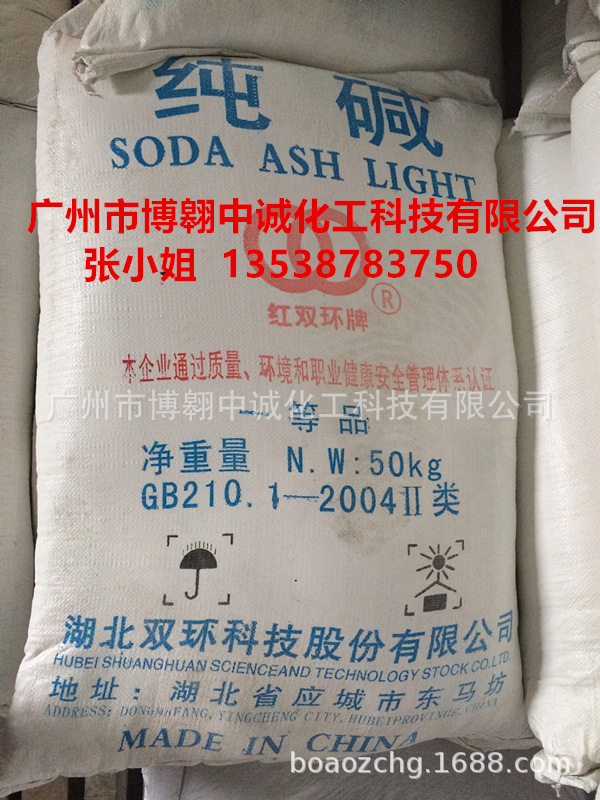 纯碱
SODA ASH LIGHT
广州市博翱中诚化工科技有限公司
张小姐 13538783750
®
红双环牌
本企业通过质量、环境和职业健康安全管理体系认证
广州市博翱中诚化工科技有限公司
一等品
净重量 N.W:50kg
GB210.1—2004Ⅱ类
湖北双环科技股份有限公司
HUBEI SHUANGHUAN SCIENCEAND TECHNOLOGY STOCK CO.LTD.
地址:湖北省应城市东马坊
ADDRESS: DONGMAFANG, YINGCHENG CITY, HUBEIPROVINCE, CHINA
MADE IN CHINA
boaozchg.1688.com